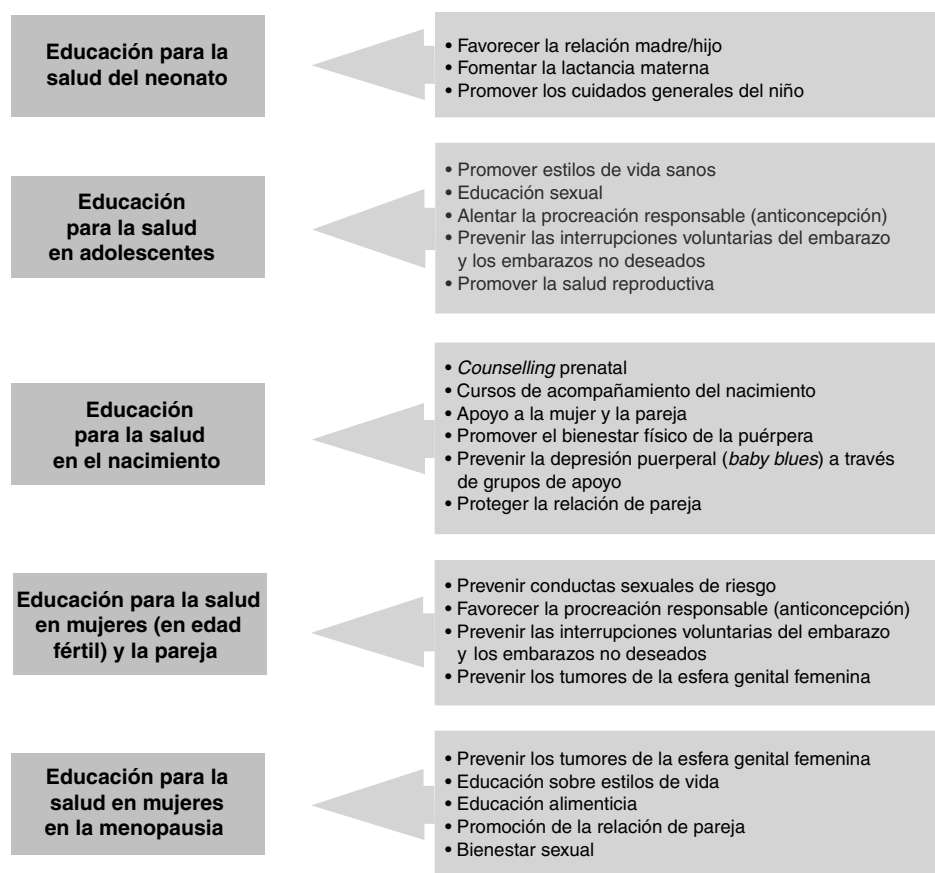 Educación para la
salud del neonato
• Favorecer la relación madre/hijo
• Fomentar la lactancia materna
• Promover los cuidados generales del niño
Educación
para la salud
en adolescentes
• Promover estilos de vida sanos
• Educación sexual
• Alentar la procreación responsable (anticoncepción)
• Prevenir las interrupciones voluntarias del embarazo
y los embarazos no deseados
• Promover la salud reproductiva
Educación
para la salud
en el nacimiento
• Counselling prenatal
• Cursos de acompañamiento del nacimiento
• Apoyo a la mujer y la pareja
• Promover el bienestar físico de la puérpera
• Prevenir la depresión puerperal (baby blues) a través
de grupos de apoyo
• Proteger la relación de pareja
Educación para la salud
en mujeres (en edad
fértil) y la pareja
• Prevenir conductas sexuales de riesgo
• Favorecer la procreación responsable (anticoncepción)
• Prevenir las interrupciones voluntarias del embarazo
y los embarazos no deseados
• Prevenir los tumores de la esfera genital femenina
Educación para la
salud en mujeres
en la menopausia
• Prevenir los tumores de la esfera genital femenina
• Educación sobre estilos de vida
• Educación alimenticia
• Promoción de la relación de pareja
• Bienestar sexual